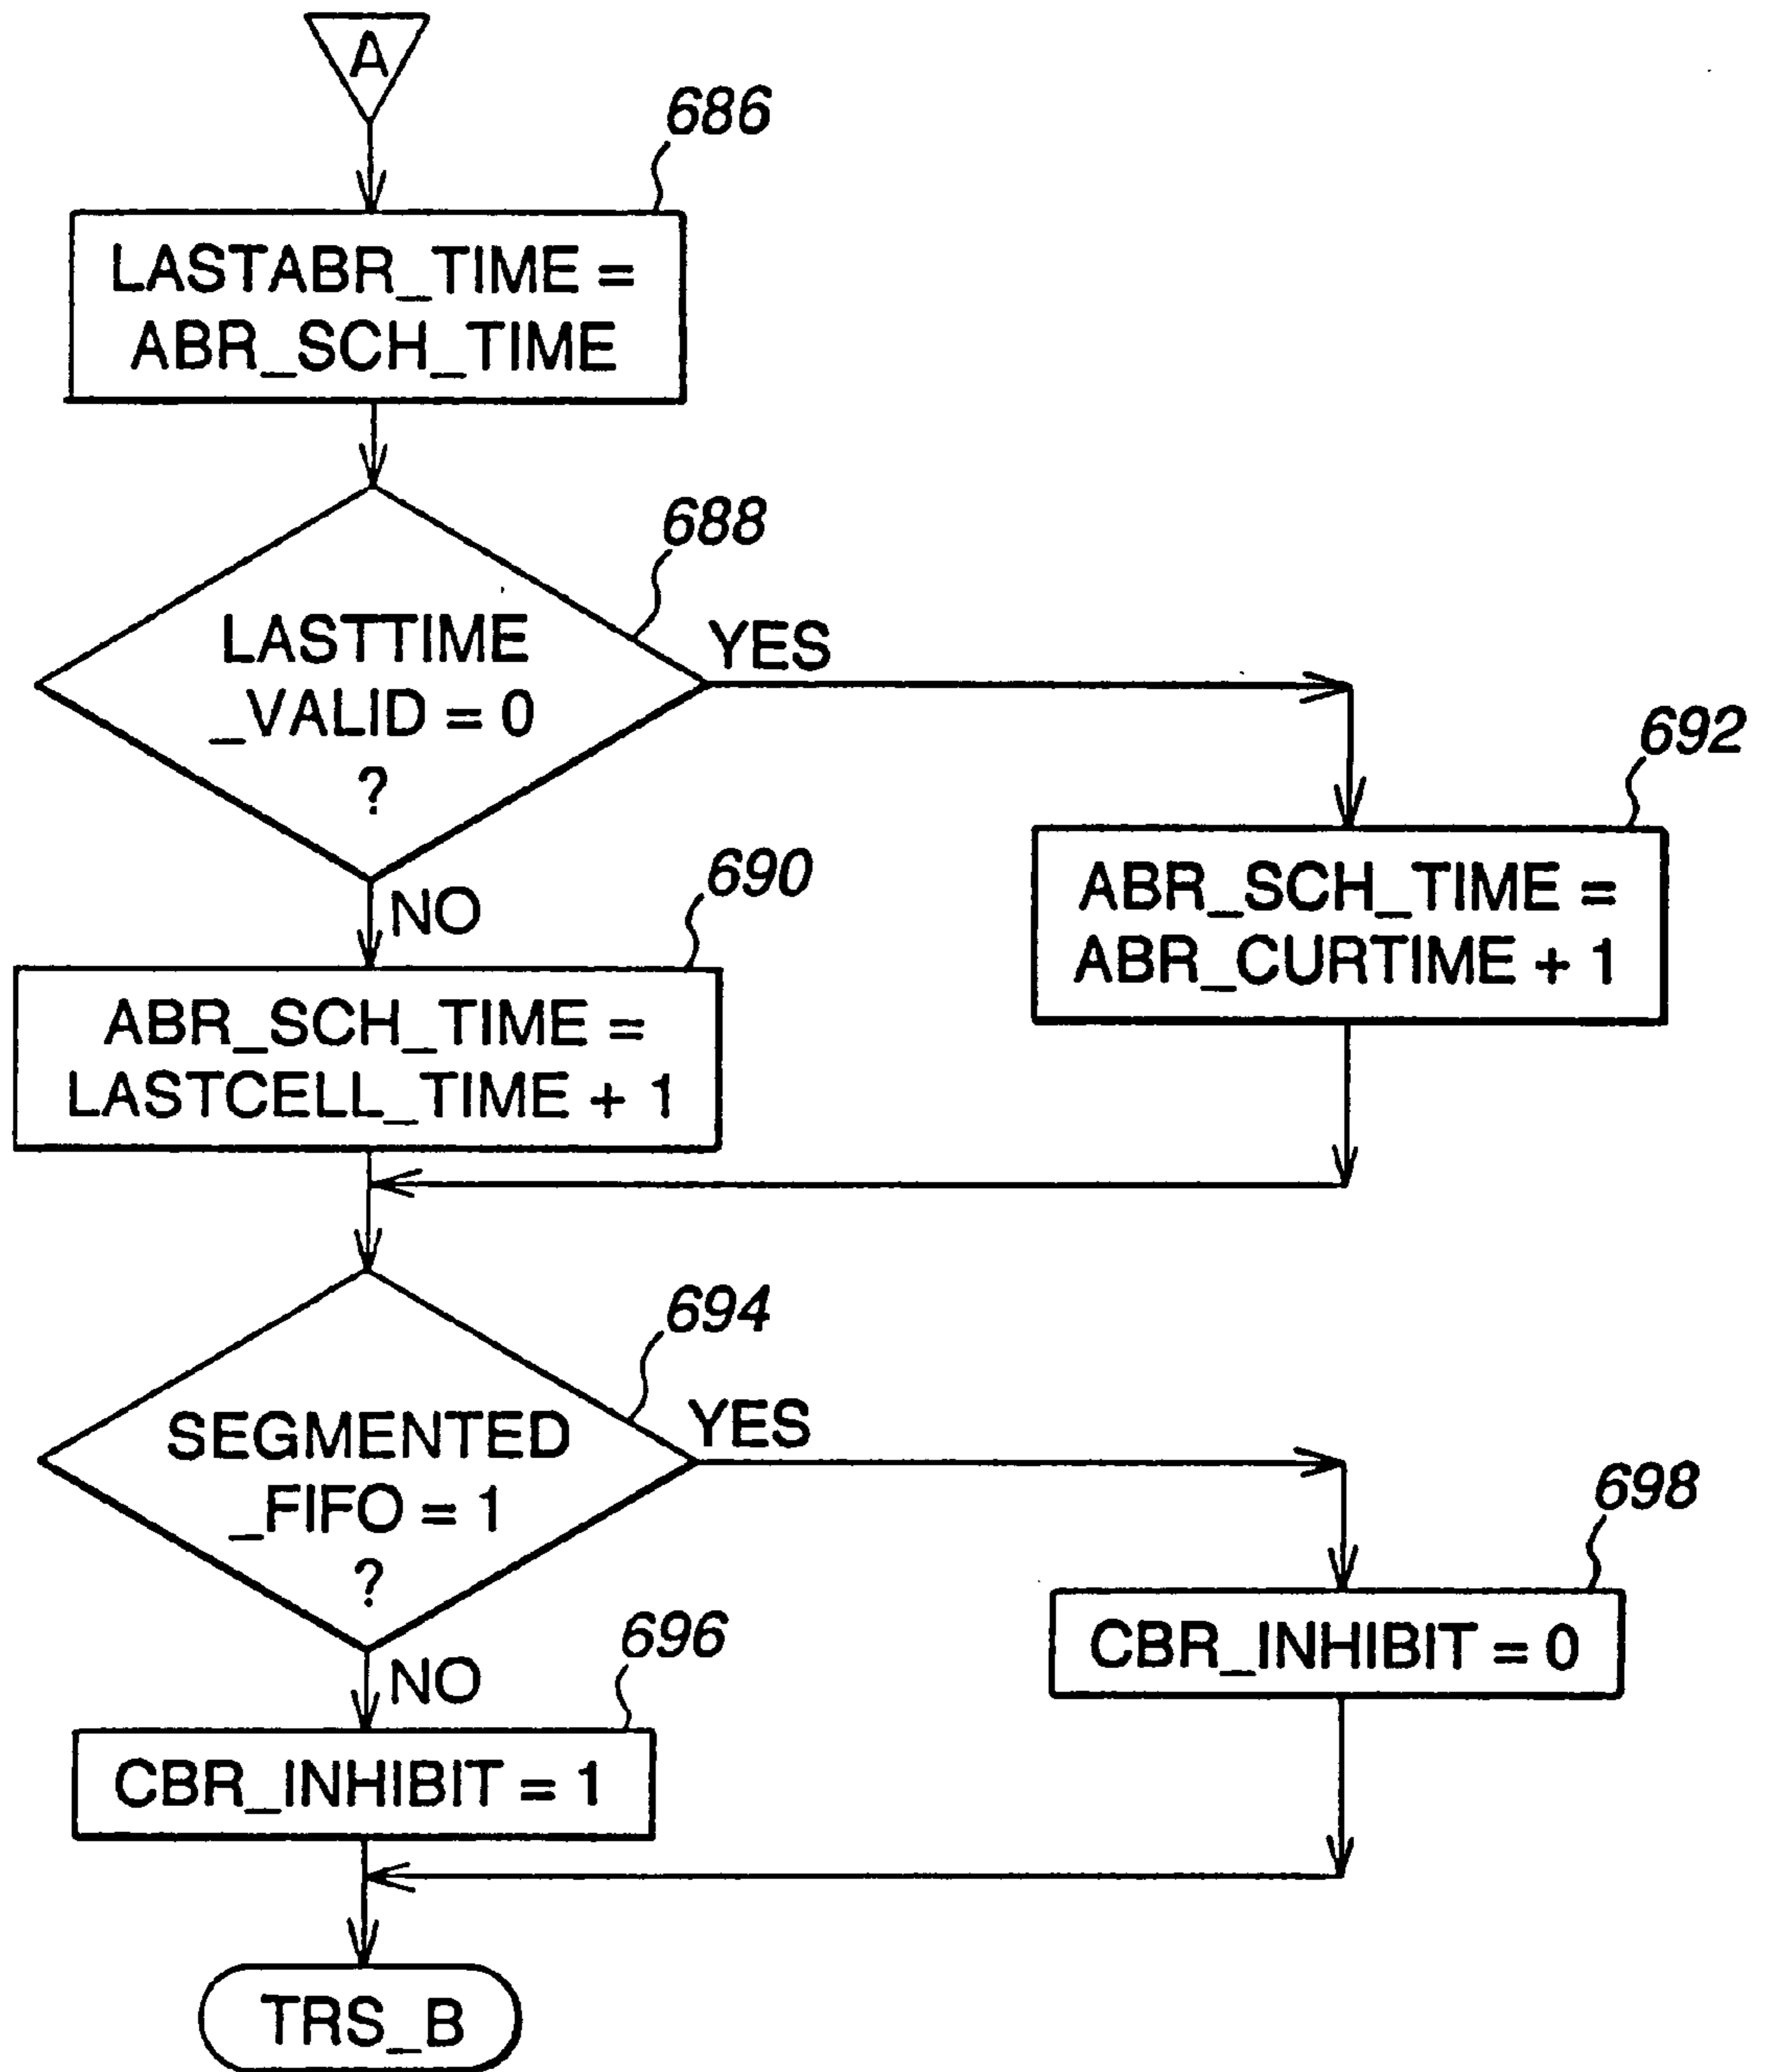 A
686
LASTABR_TIME =
ABR_SCH_TIME
688
LASTTIME
_VALID = 0
?
YES
692
ABR_SCH_TIME =
ABR_CURTIME + 1
NO
690
ABR_SCH_TIME =
LASTCELL_TIME + 1
694
SEGMENTED
_FIFO = 1
?
YES
698
CBR_INHIBIT = 0
NO
696
CBR_INHIBIT = 1
TRS_B